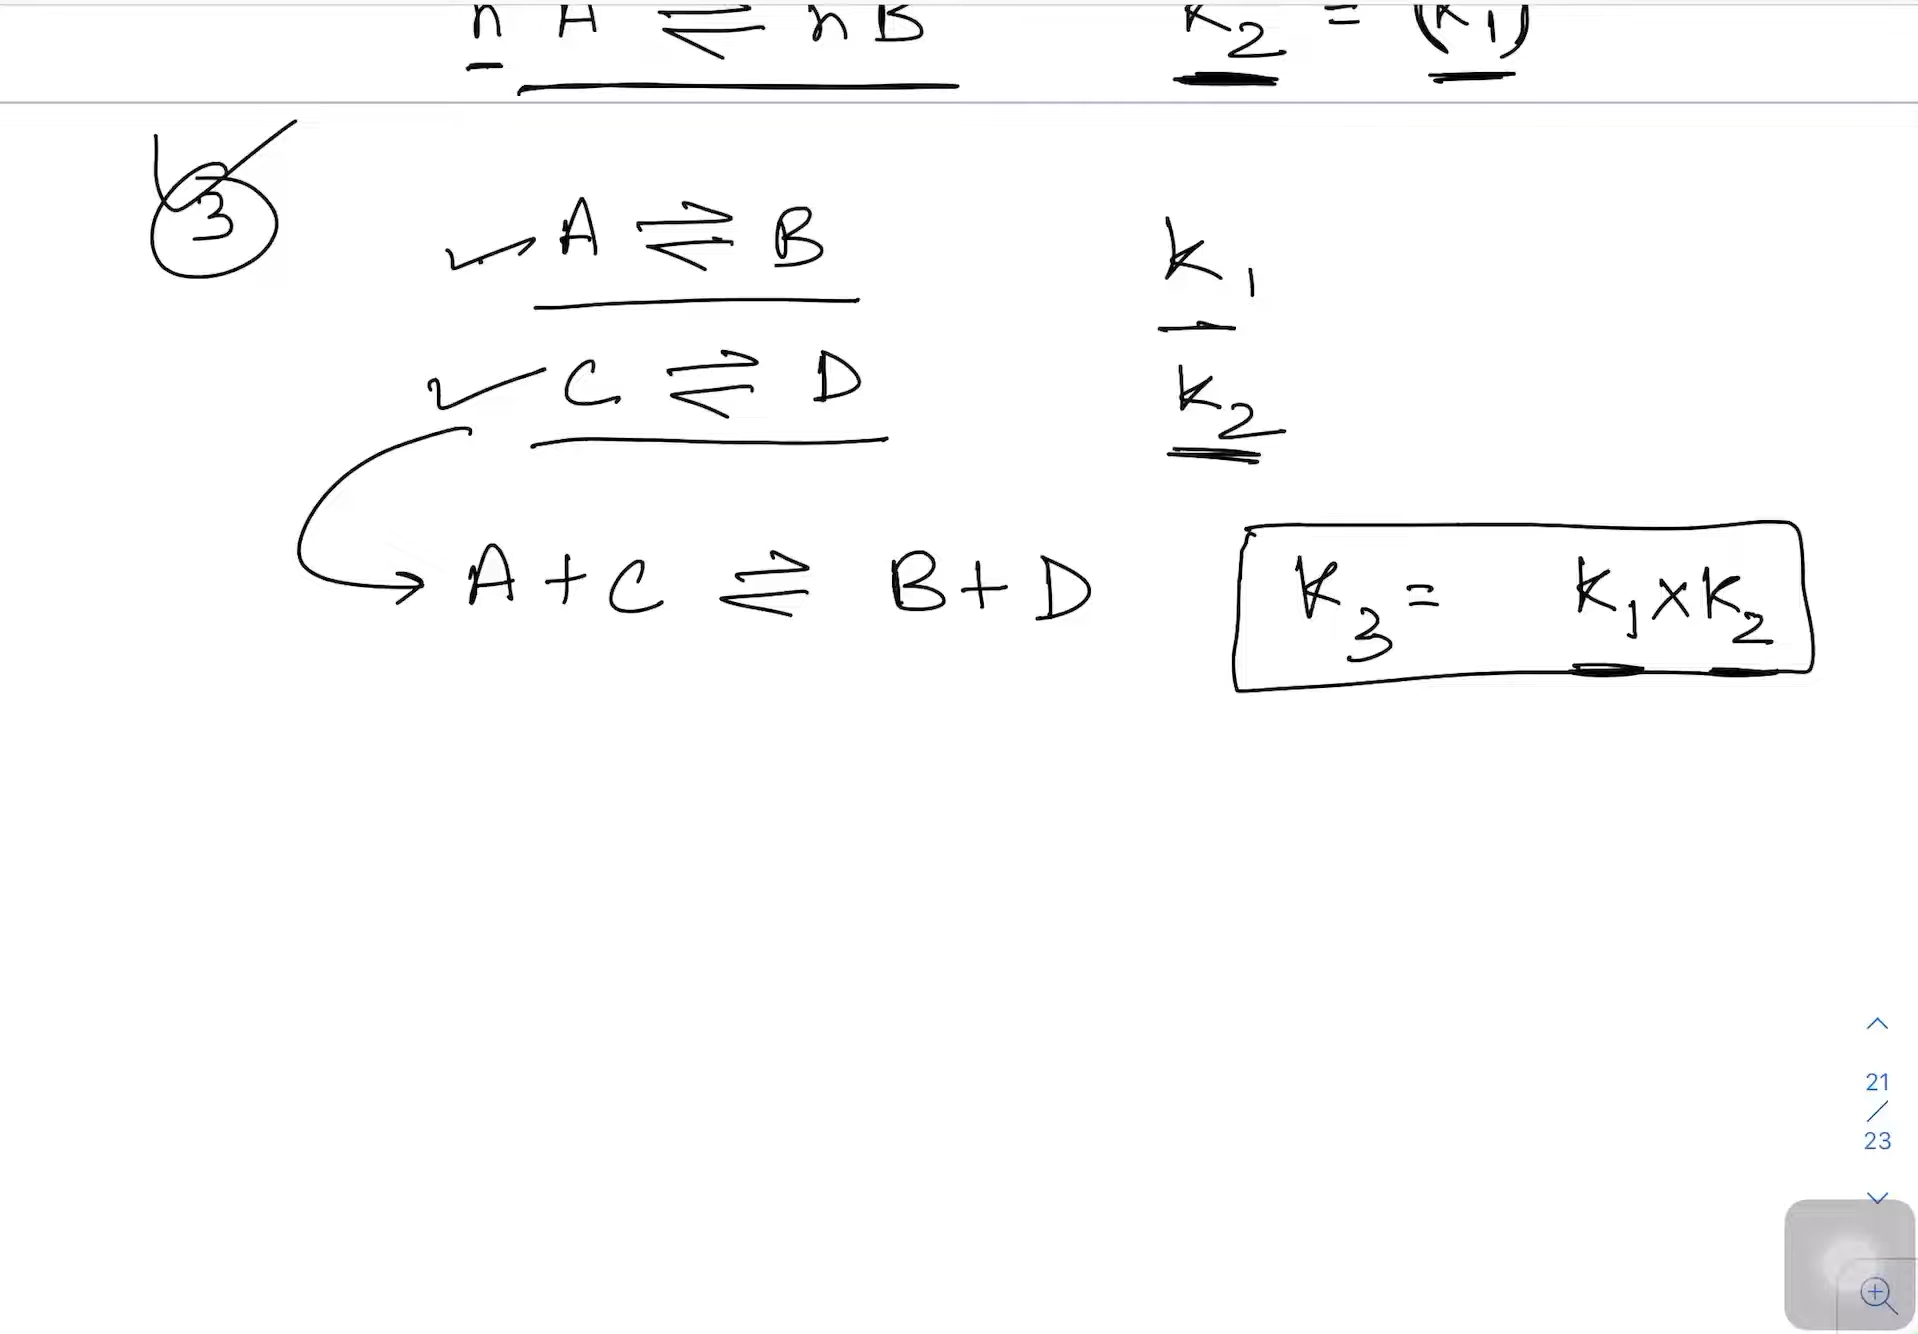 n A ⇌ n B K2 = (K1)
3
A ⇌ B K1
C ⇌ D K2
A + C ⇌ B + D K3 = K1 × K2
21
/
23